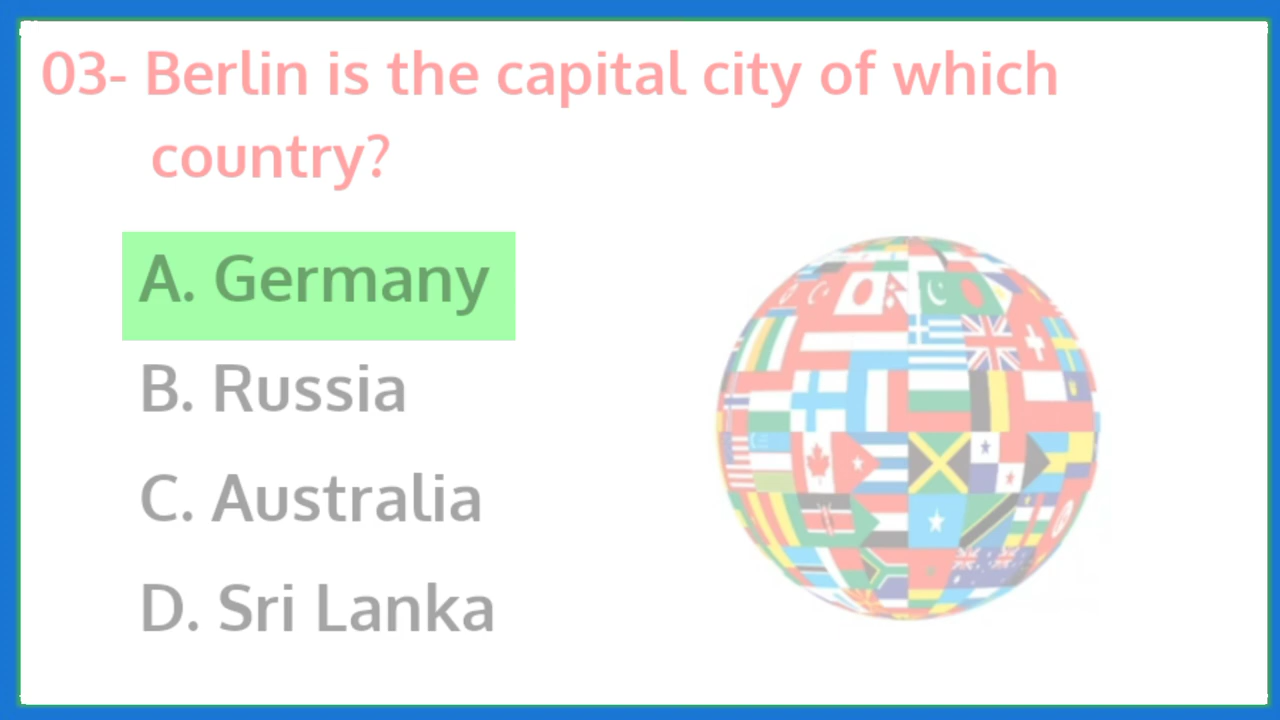 03- Berlin is the capital city of which
country?
A. Germany
B. Russia
C. Australia
D. Sri Lanka